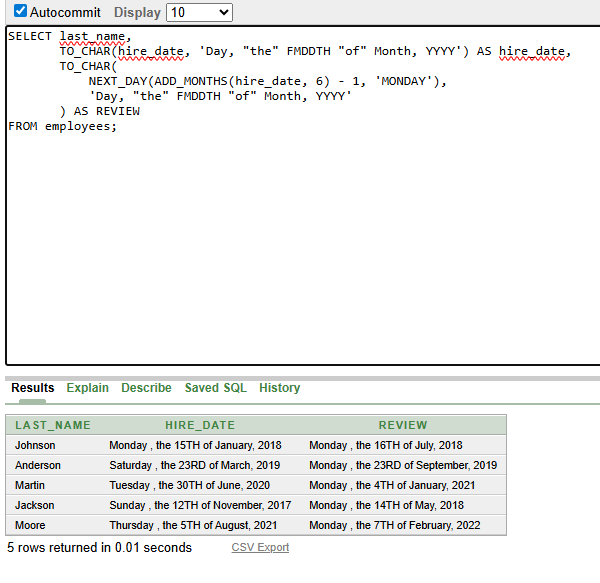 Autocommit Display 10
SELECT last_name,
TO_CHAR(hire_date, 'Day, "the" FMDDTH "of" Month, YYYY') AS hire_date,
TO_CHAR(
NEXT_DAY(ADD_MONTHS(hire_date, 6) - 1, 'MONDAY'),
'Day, "the" FMDDTH "of" Month, YYYY'
) AS REVIEW
FROM employees;
Results Explain Describe Saved SQL History
LAST_NAME HIRE_DATE REVIEW
Johnson Monday , the 15TH of January, 2018 Monday , the 16TH of July, 2018
Anderson Saturday , the 23RD of March, 2019 Monday , the 23RD of September, 2019
Martin Tuesday , the 30TH of June, 2020 Monday , the 4TH of January, 2021
Jackson Sunday , the 12TH of November, 2017 Monday , the 14TH of May, 2018
Moore Thursday , the 5TH of August, 2021 Monday , the 7TH of February, 2022
5 rows returned in 0.01 seconds CSV Export